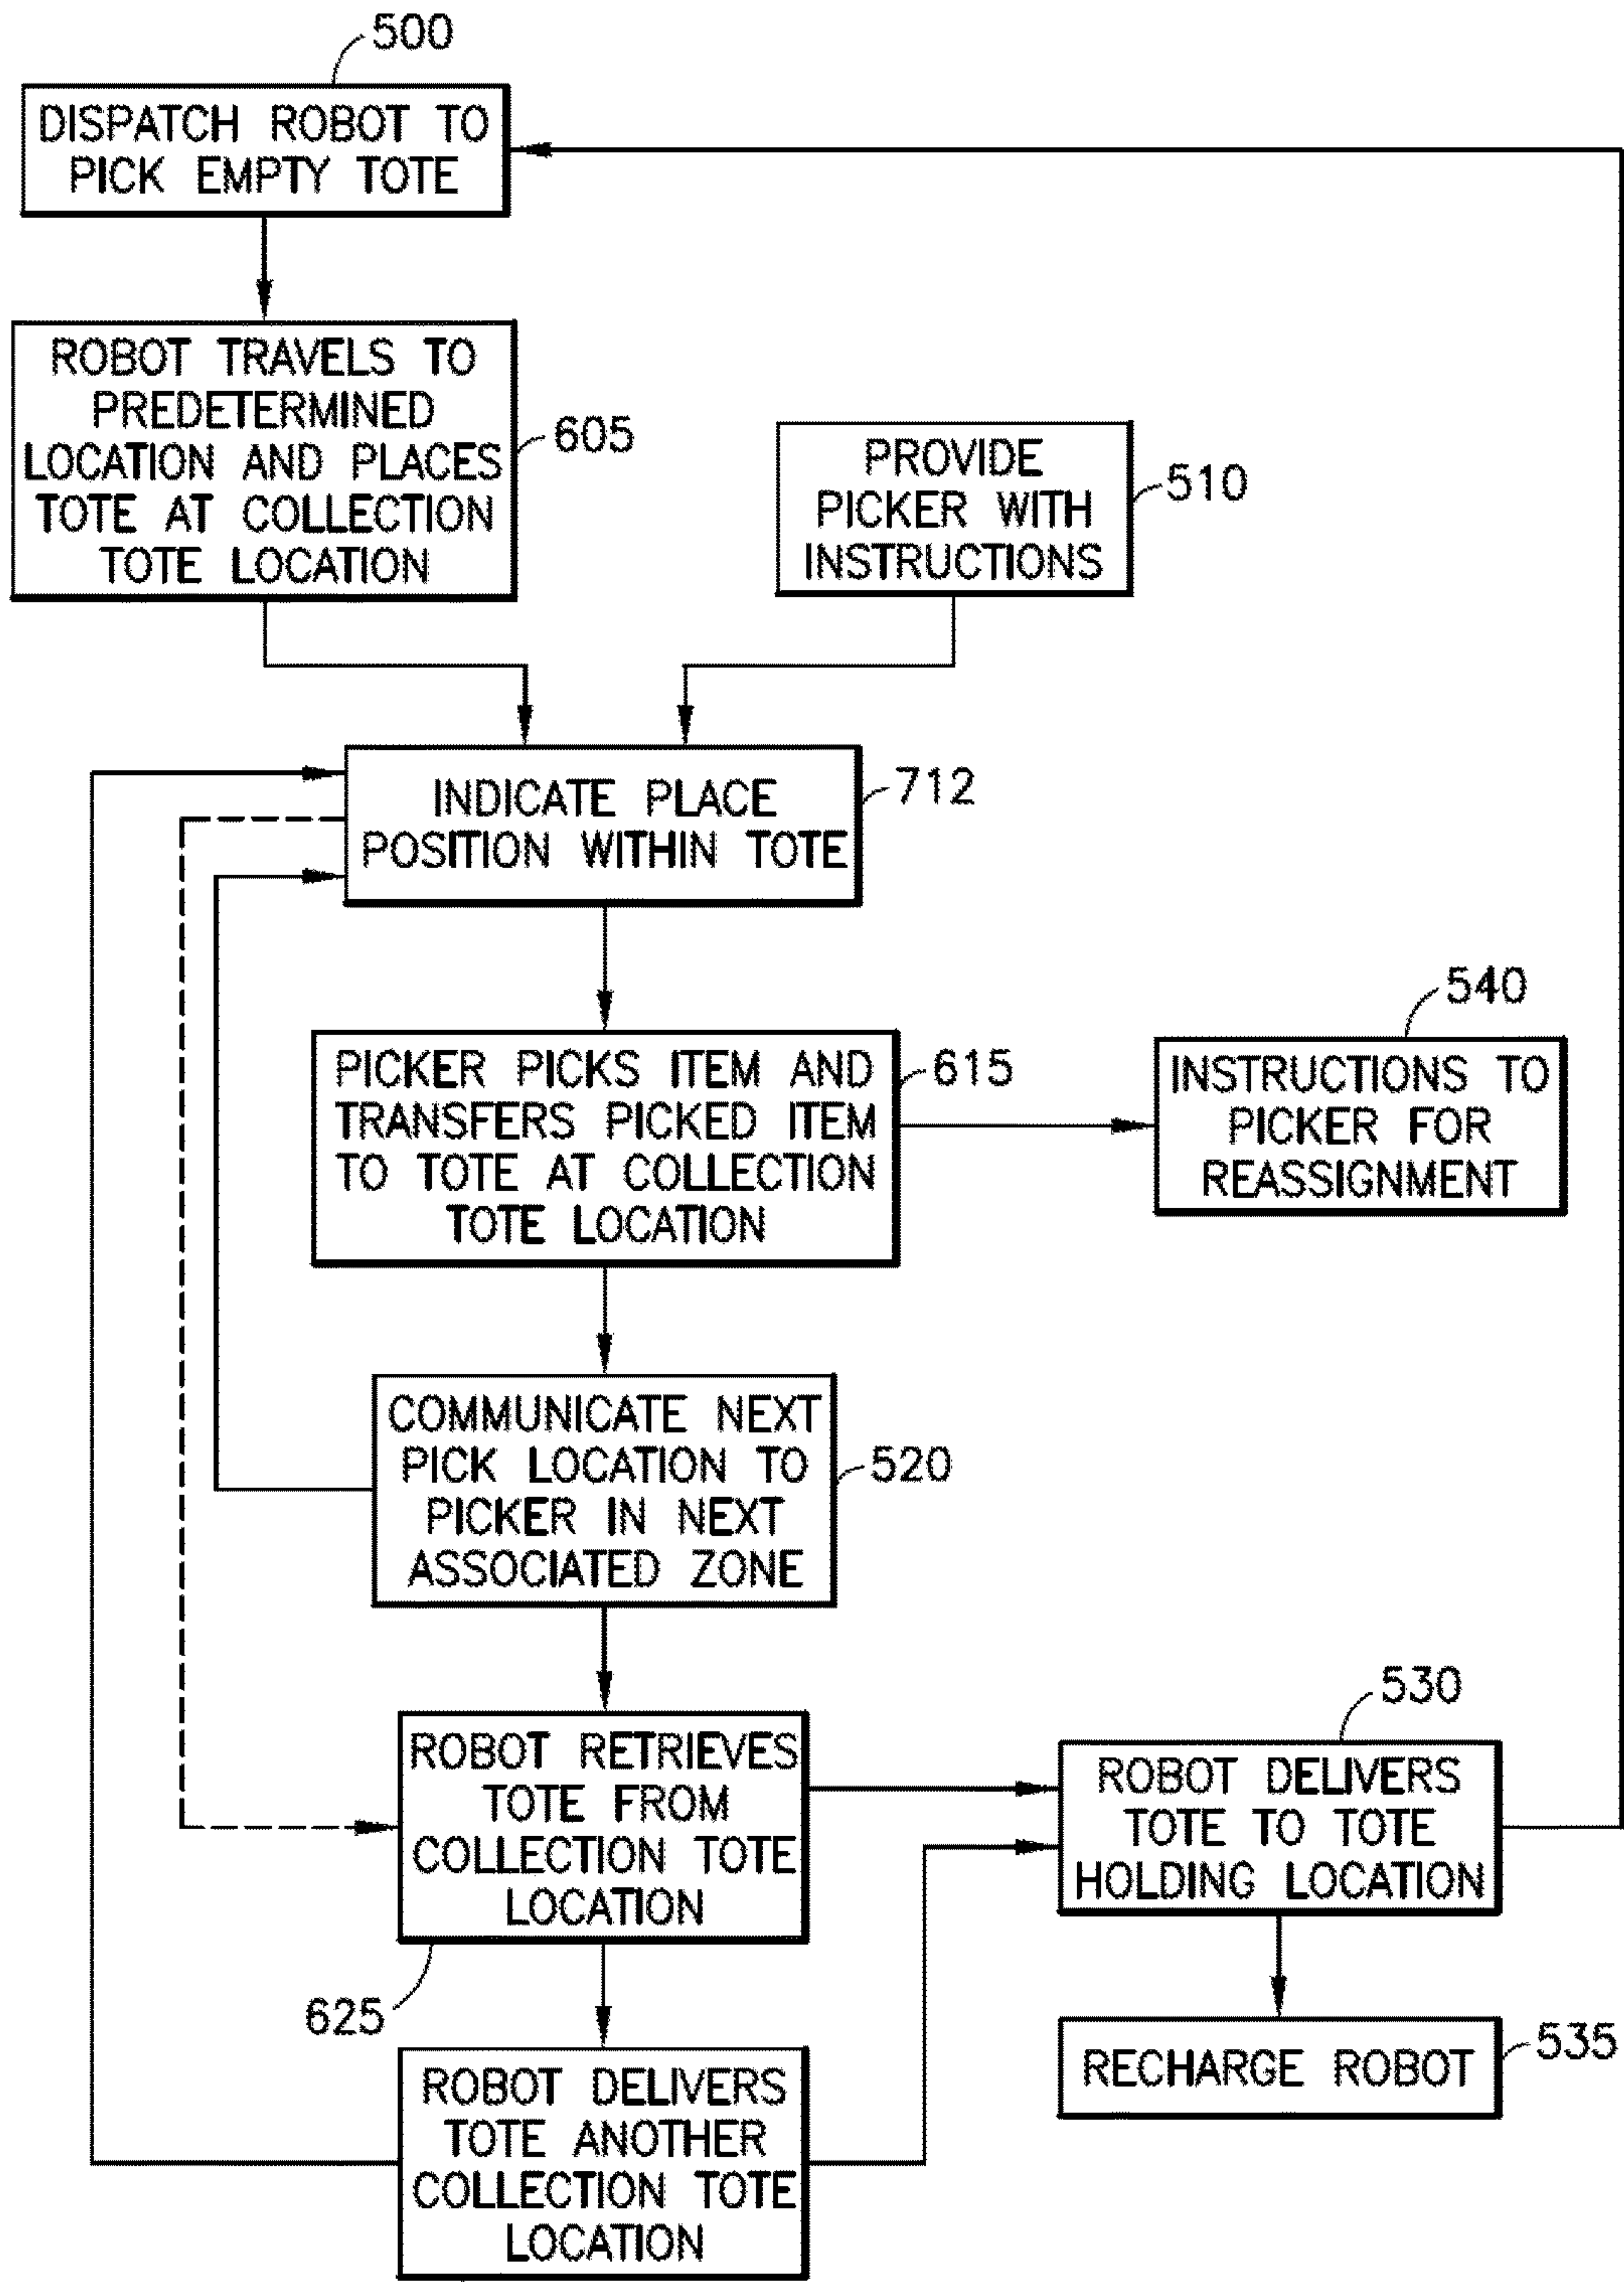 500
DISPATCH ROBOT TO
PICK EMPTY TOTE
ROBOT TRAVELS TO
PREDETERMINED
LOCATION AND PLACES
TOTE AT COLLECTION
TOTE LOCATION
605
PROVIDE
PICKER WITH
INSTRUCTIONS
510
INDICATE PLACE
POSITION WITHIN TOTE
712
PICKER PICKS ITEM AND
TRANSFERS PICKED ITEM
TO TOTE AT COLLECTION
TOTE LOCATION
615
540
INSTRUCTIONS TO
PICKER FOR
REASSIGNMENT
COMMUNICATE NEXT
PICK LOCATION TO
PICKER IN NEXT
ASSOCIATED ZONE
520
ROBOT RETRIEVES
TOTE FROM
COLLECTION TOTE
LOCATION
625
530
ROBOT DELIVERS
TOTE TO TOTE
HOLDING LOCATION
RECHARGE ROBOT
535
ROBOT DELIVERS
TOTE ANOTHER
COLLECTION TOTE
LOCATION